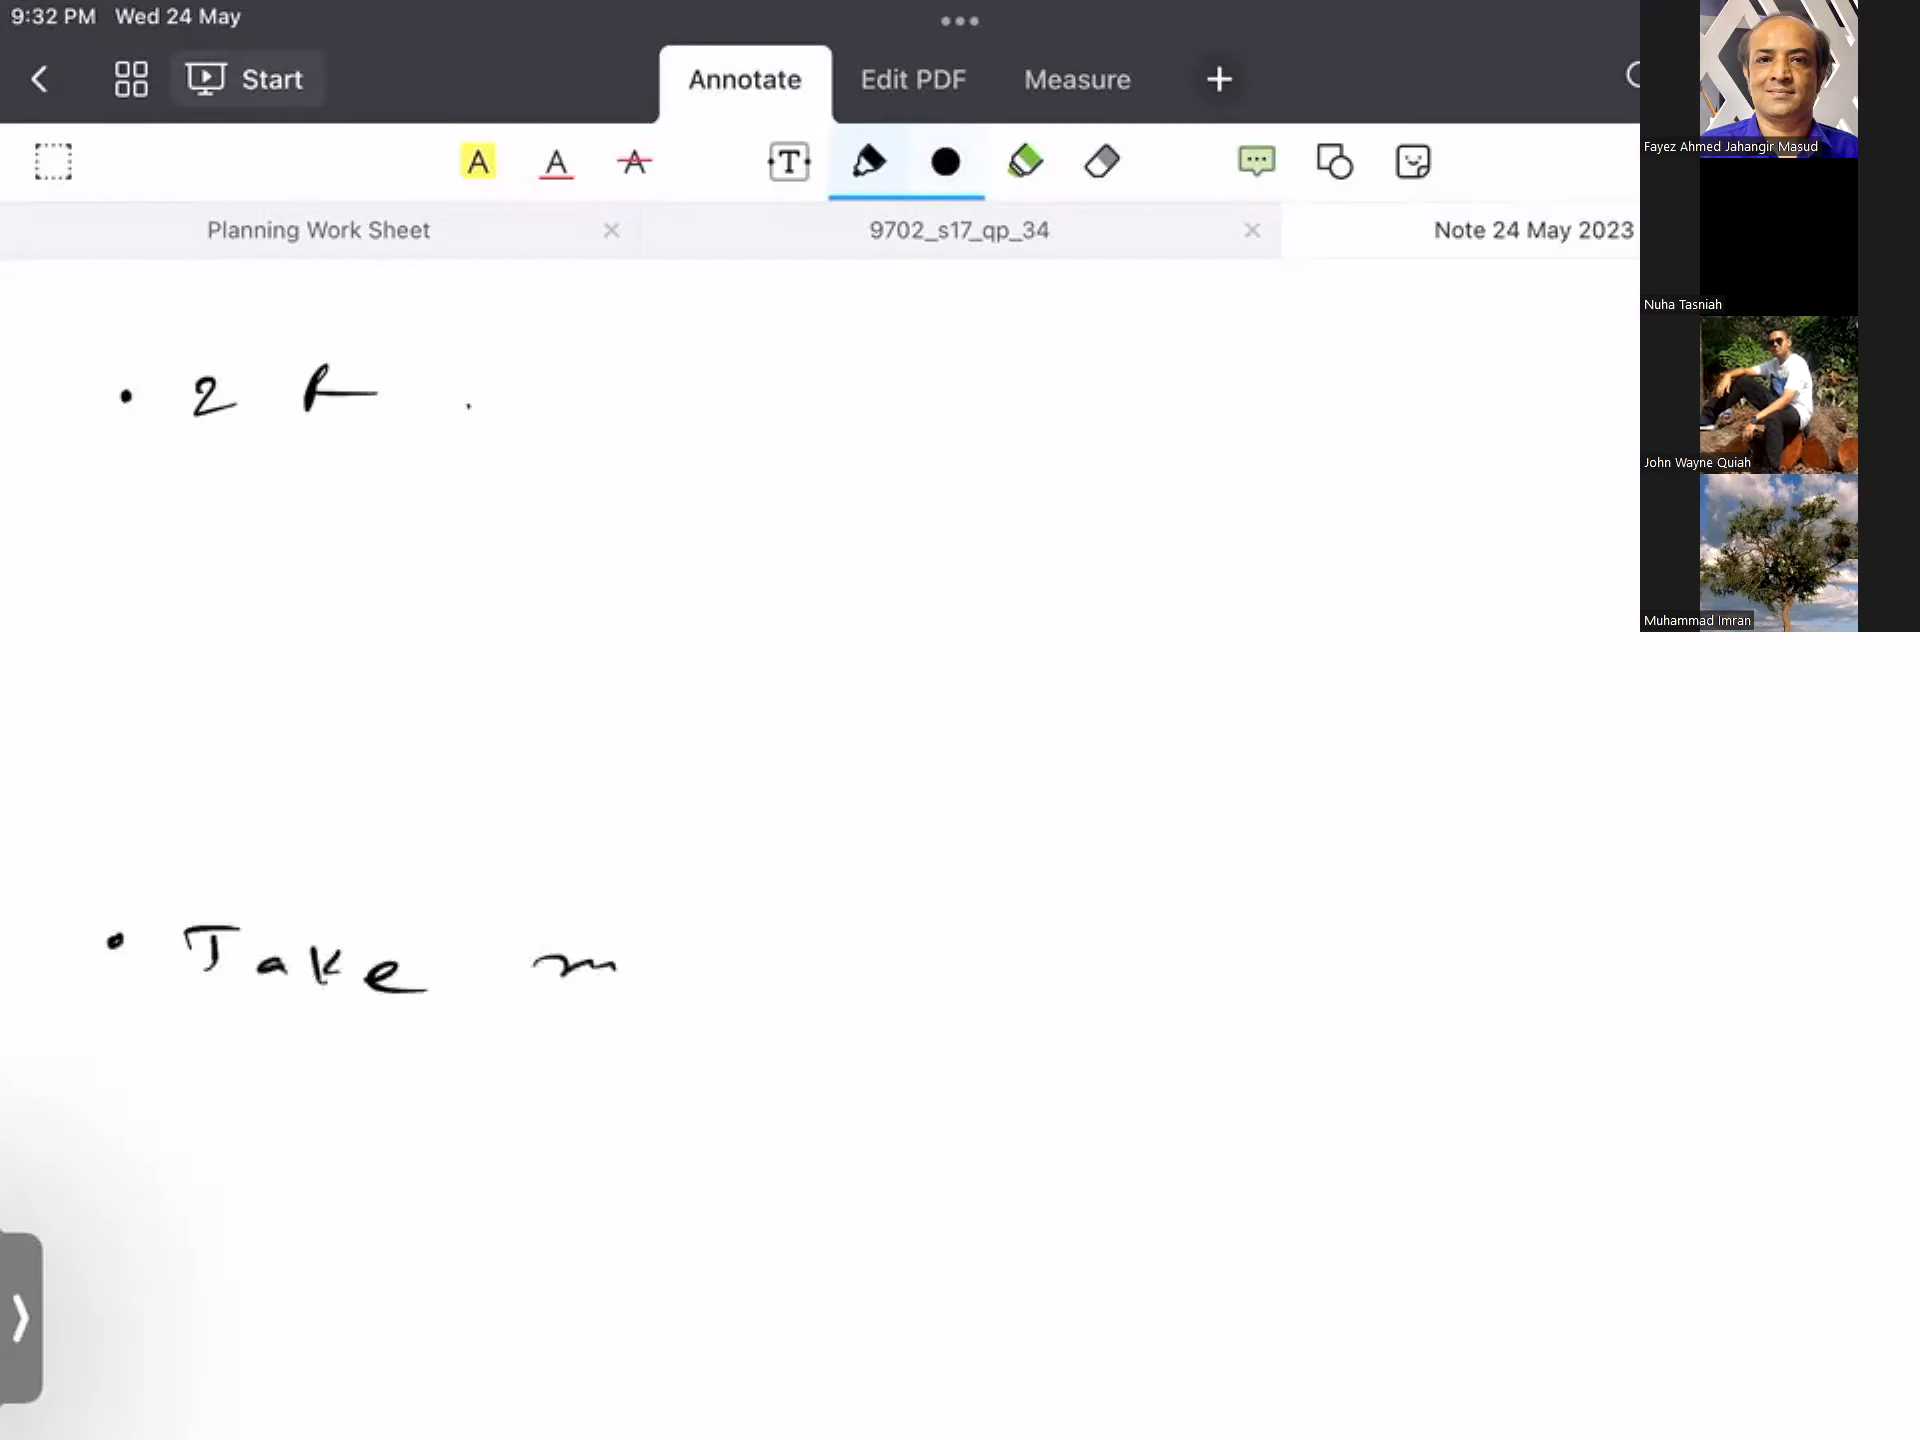 9:32 PM Wed 24 May
Start
Annotate
Edit PDF
Measure
A A A T
Planning Work Sheet
9702_s17_qp_34
Note 24 May 2023
Fayez Ahmed Jahangir Masud
Nuha Tasniah
John Wayne Quiah
Muhammad Imran
• 2
• Take m